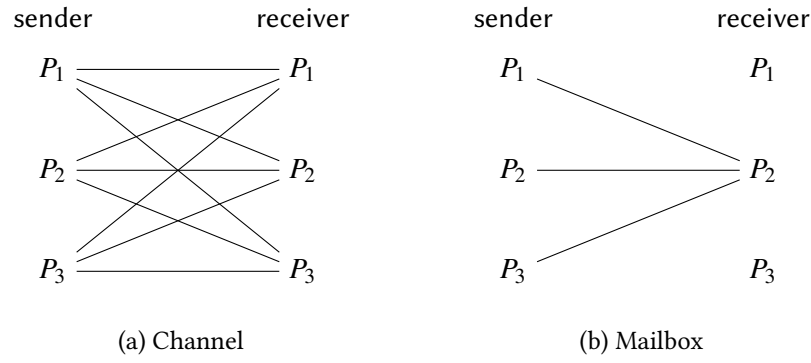 sender receiver sender receiver
P1 P1 P1 P1
P2 P2 P2 P2
P3 P3 P3 P3
(a) Channel (b) Mailbox